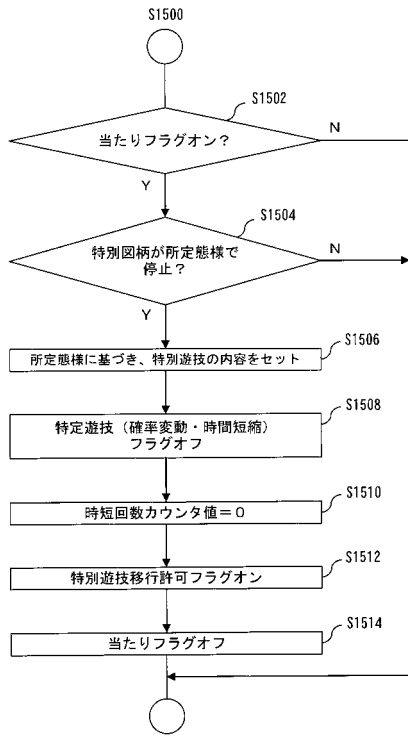 S1500
S1502
当たりフラグオン?
N
Y
S1504
特別図柄が所定態様で
停止?
N
Y
S1506
所定態様に基づき、特別遊技の内容をセット
S1508
特定遊技(確率変動・時間短縮)
フラグオフ
S1510
時短回数カウンタ値=0
S1512
特別遊技移行許可フラグオン
S1514
当たりフラグオフ